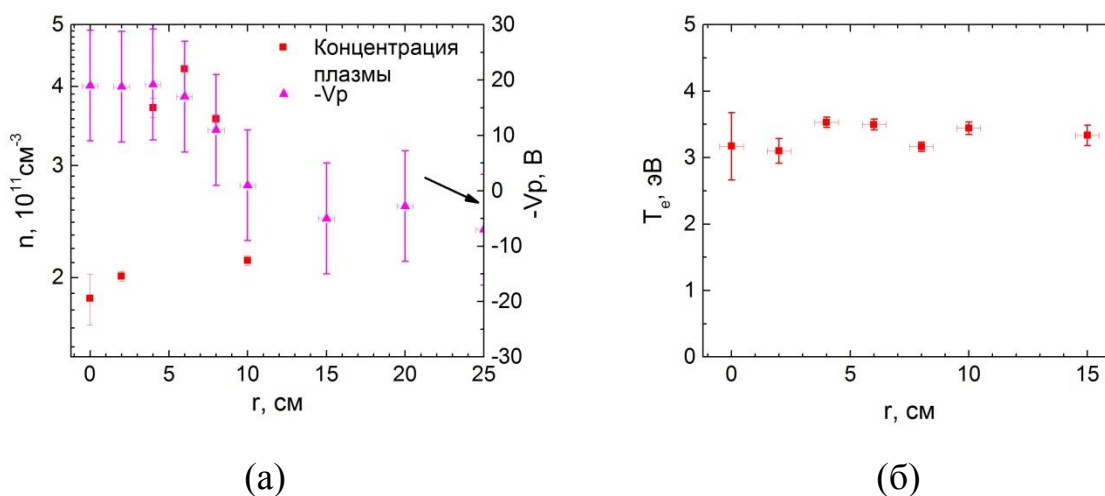 5
4
3
2
n, 10¹¹см⁻³
0 5 10 15 20 25
r, см
30
20
10
0
-10
-20
-30
-Vp, В
Концентрация
плазмы
-Vp
(а)
5
4
3
2
1
0
Tₑ, эВ
0 5 10 15
r, см
(б)